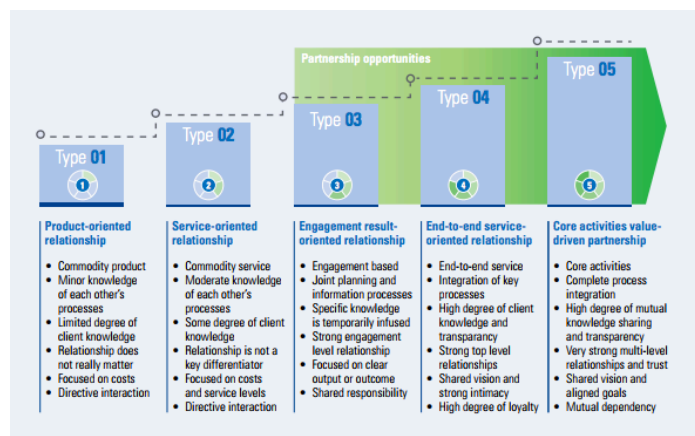 Partnership opportunities
Type 01
1
Type 02
2
Type 03
3
Type 04
4
Type 05
5
Product-oriented
relationship
• Commodity product
• Minor knowledge
of each other's
processes
• Limited degree of
client knowledge
• Relationship does
not really matter
• Focused on costs
• Directive interaction
Service-oriented
relationship
• Commodity service
• Moderate knowledge
of each other's
processes
• Some degree of client
knowledge
• Relationship is not a
key differentiator
• Focused on costs
and service levels
• Directive interaction
Engagement result-
oriented relationship
• Engagement based
• Joint planning and
information processes
• Specific knowledge
is temporarily infused
• Strong engagement
level relationship
• Focused on clear
output or outcome
• Shared responsibility
End-to-end service-
oriented relationship
• End-to-end service
• Integration of key
processes
• High degree of client
knowledge and
transparancy
• Strong top level
relationships
• Shared vision and
strong intimacy
• High degree of loyalty
Core activities value-
driven partnership
• Core activities
• Complete process
integration
• High degree of mutual
knowledge sharing
and transparency
• Very strong multi-level
relationships and trust
• Shared vision and
aligned goals
• Mutual dependency